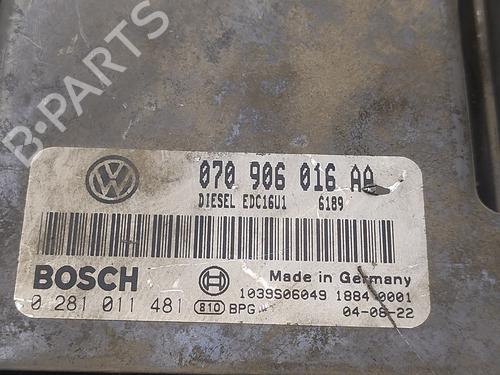 B-PARTS
070 906 016 AA
DIESEL EDC16U1 6189
BOSCH
Made in Germany
0 281 011 481
810
BPG
1039S06049 1884 0001
04-08-22